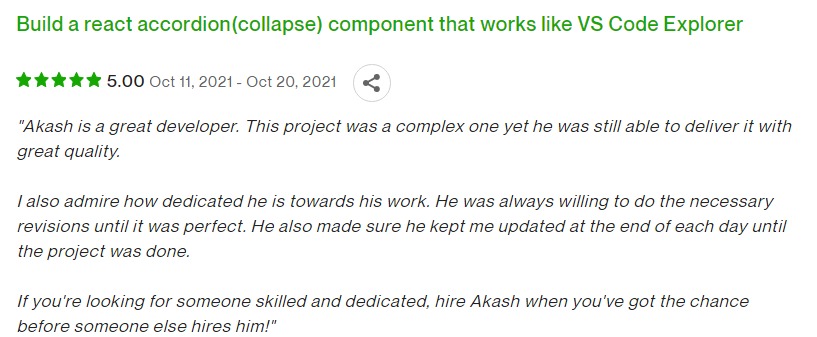 Build a react accordion(collapse) component that works like VS Code Explorer
5.00 Oct 11, 2021 - Oct 20, 2021
"Akash is a great developer. This project was a complex one yet he was still able to deliver it with
great quality.
I also admire how dedicated he is towards his work. He was always willing to do the necessary
revisions until it was perfect. He also made sure he kept me updated at the end of each day until
the project was done.
If you're looking for someone skilled and dedicated, hire Akash when you've got the chance
before someone else hires him!"